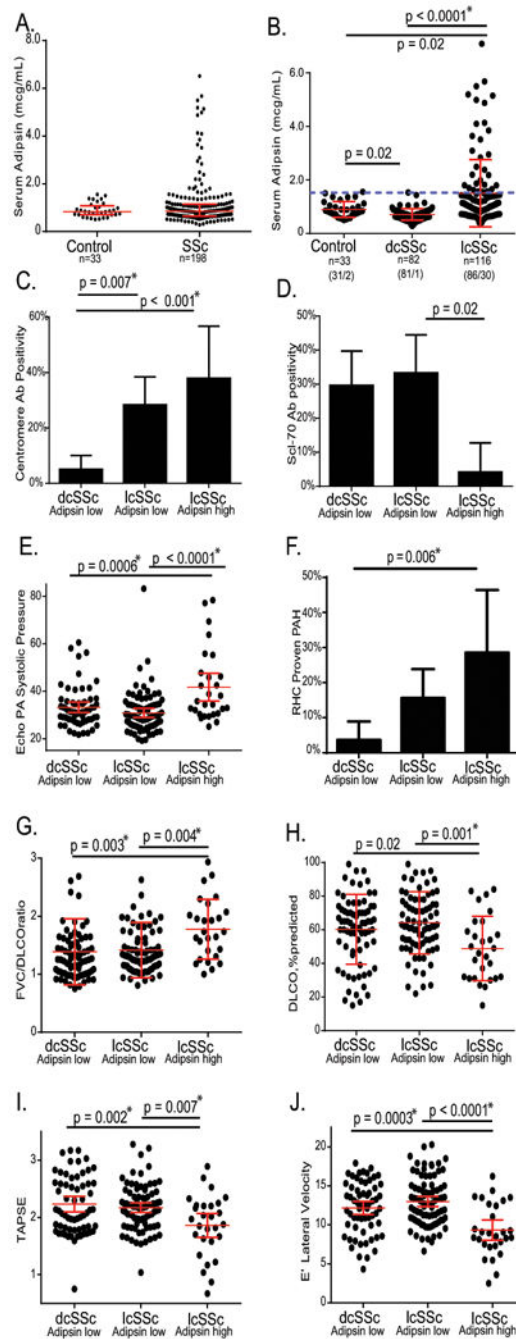 A.
Serum Adipsin (mcg/mL)
8.0
6.0
4.0
2.0
0.0
Control
n=33
SSc
n=198
B.
p < 0.0001*
p = 0.02
p = 0.02
Serum Adipsin (mcg/mL)
6.0
4.0
2.0
0.0
Control
n=33
(31/2)
dcSSc
n=82
(81/1)
lcSSc
n=116
(86/30)
C.
p = 0.007*
p < 0.001*
Centromere Ab Positivity
60%
40%
20%
0%
dcSSc
Adipsin low
lcSSc
Adipsin low
lcSSc
Adipsin high
D.
p = 0.02
Scl-70 Ab positivity
50%
40%
30%
20%
10%
0%
dcSSc
Adipsin low
lcSSc
Adipsin low
lcSSc
Adipsin high
E.
p = 0.0006*
p < 0.0001*
Echo PA Systolic Pressure
80
60
40
20
dcSSc
Adipsin low
lcSSc
Adipsin low
lcSSc
Adipsin high
F.
p = 0.006*
RHC Proven PAH
50%
40%
30%
20%
10%
0%
dcSSc
Adipsin low
lcSSc
Adipsin low
lcSSc
Adipsin high
G.
p = 0.003*
p = 0.004*
FVC/DLCOratio
3
2
1
0
dcSSc
Adipsin low
lcSSc
Adipsin low
lcSSc
Adipsin high
H.
p = 0.02
p = 0.001*
DLCO,%predicted
100
80
60
40
20
0
dcSSc
Adipsin low
lcSSc
Adipsin low
lcSSc
Adipsin high
I.
p = 0.002*
p = 0.007*
TAPSE
3
2
1
dcSSc
Adipsin low
lcSSc
Adipsin low
lcSSc
Adipsin high
J.
p = 0.0003*
p < 0.0001*
E' Lateral Velocity
20
15
10
5
0
dcSSc
Adipsin low
lcSSc
Adipsin low
lcSSc
Adipsin high